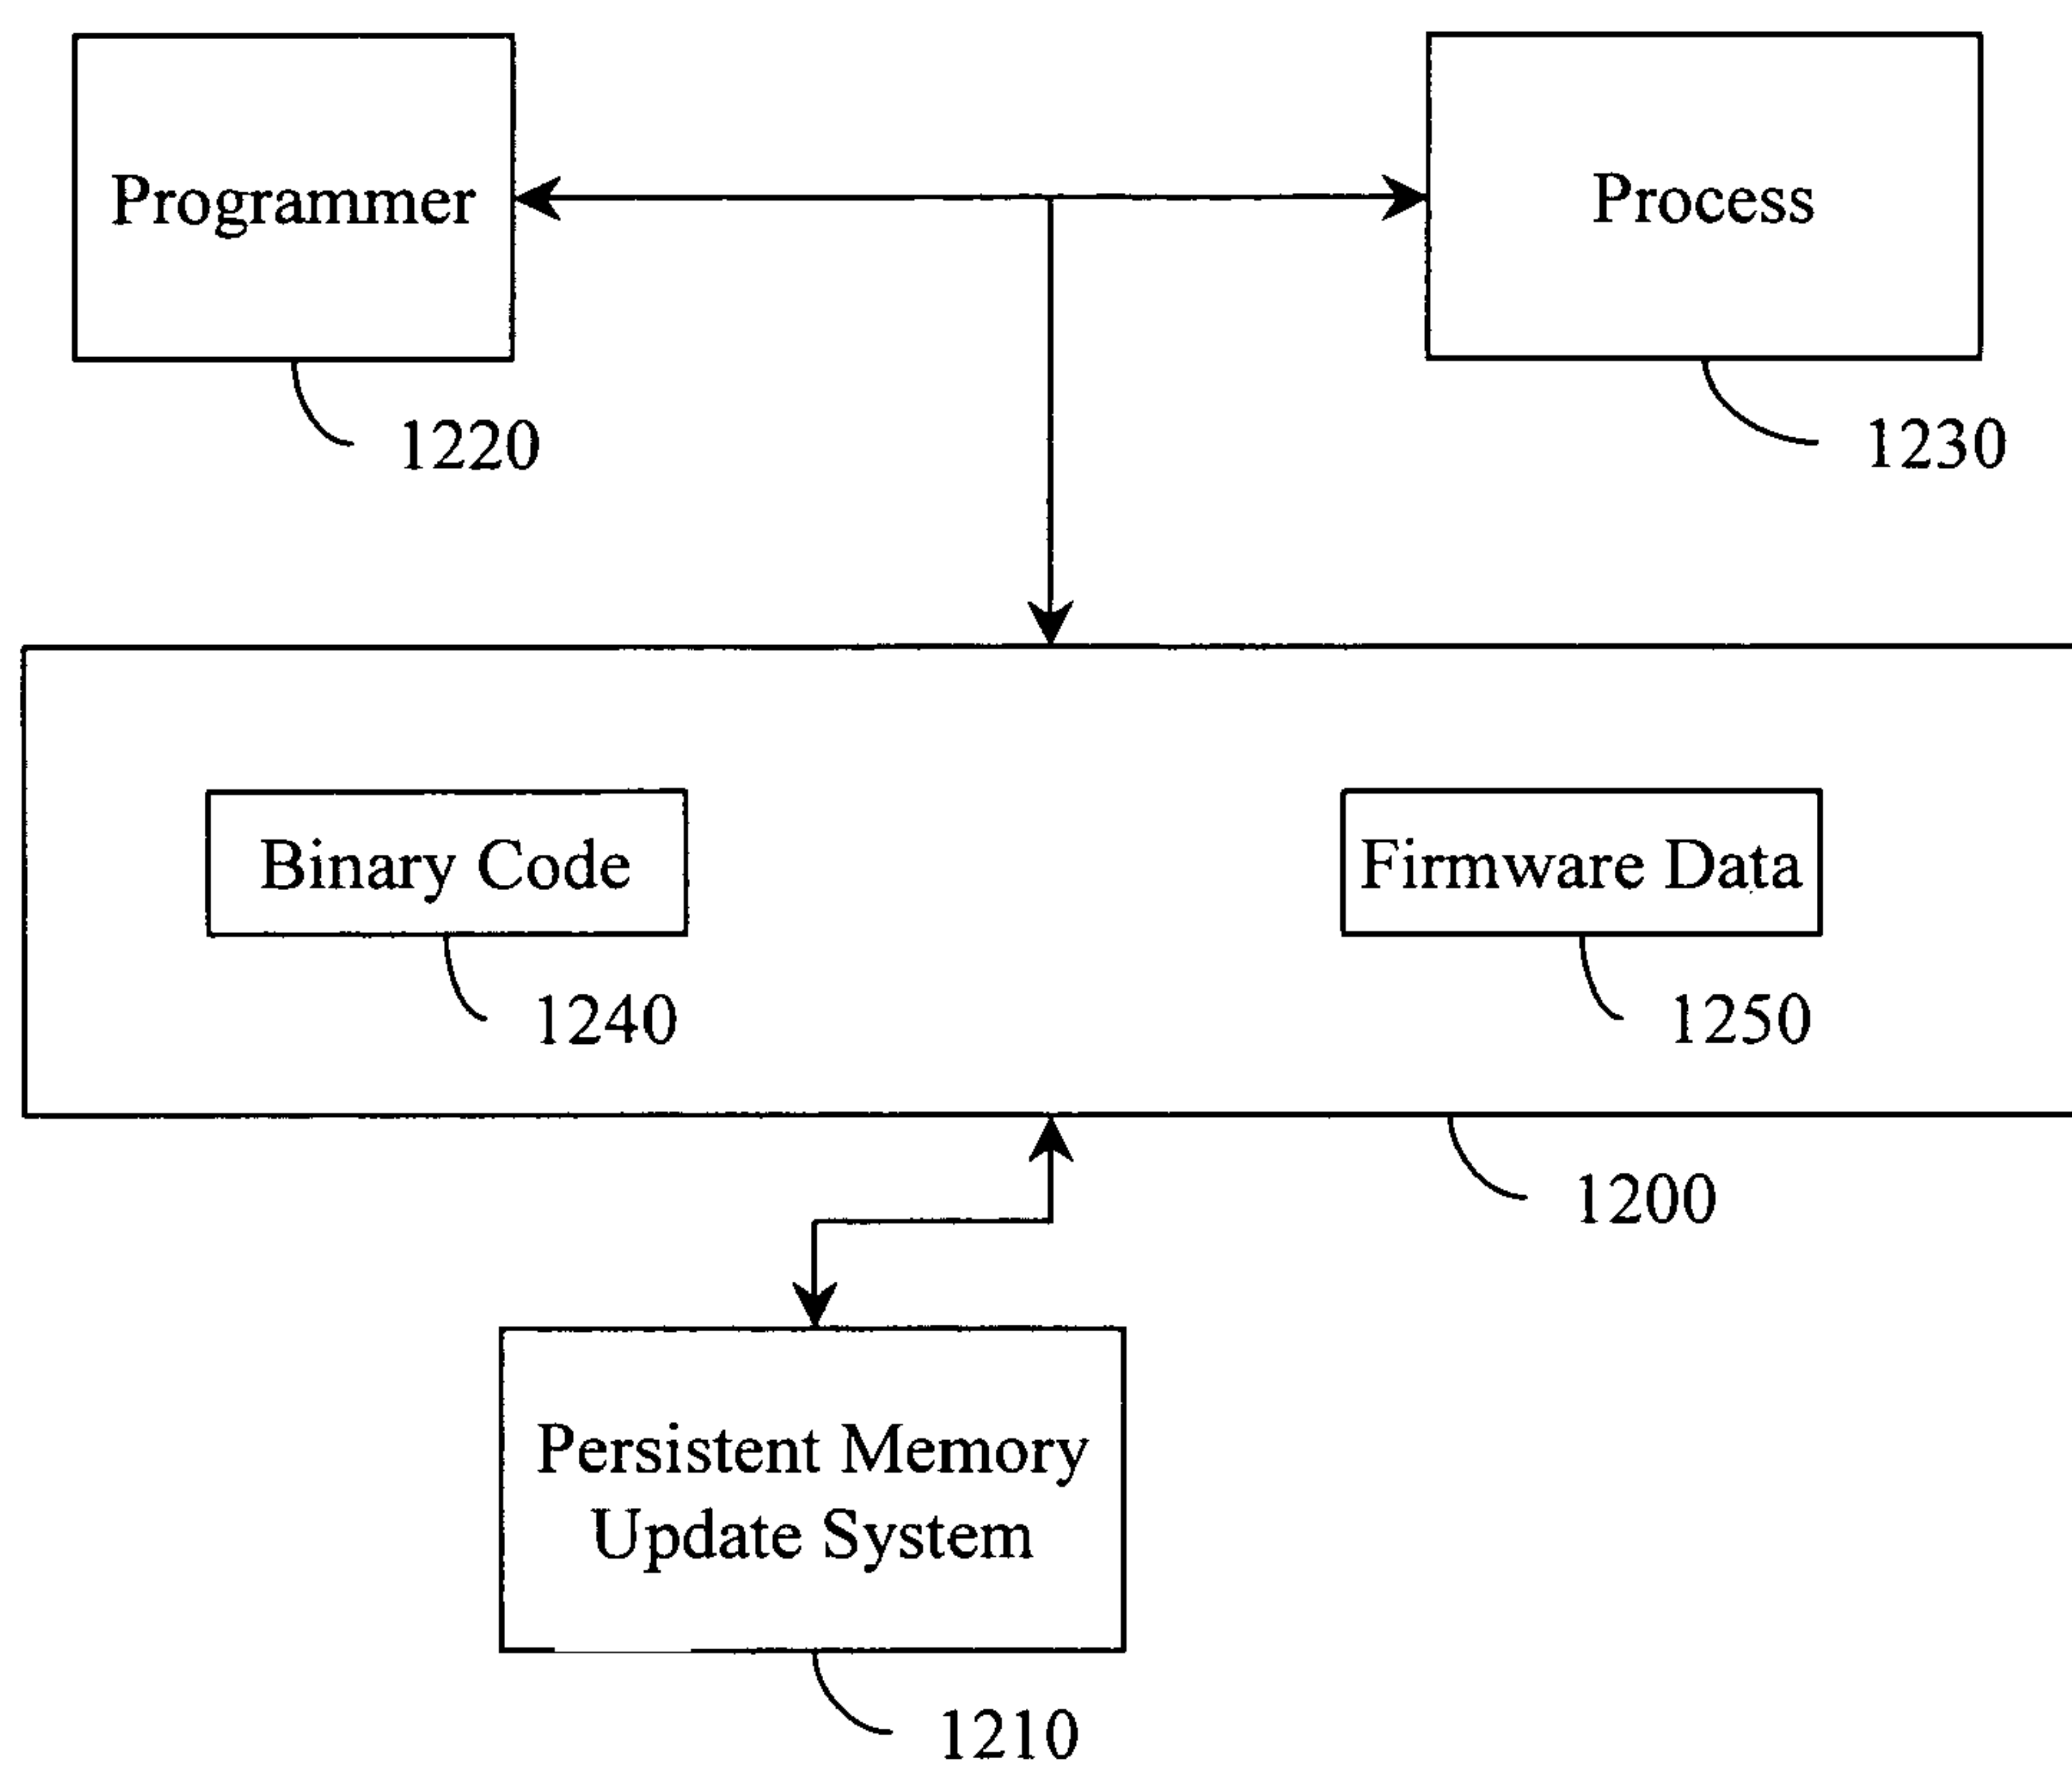 Programmer
Process
1220
1230
Binary Code
Firmware Data
1240
1250
1200
Persistent Memory
Update System
1210